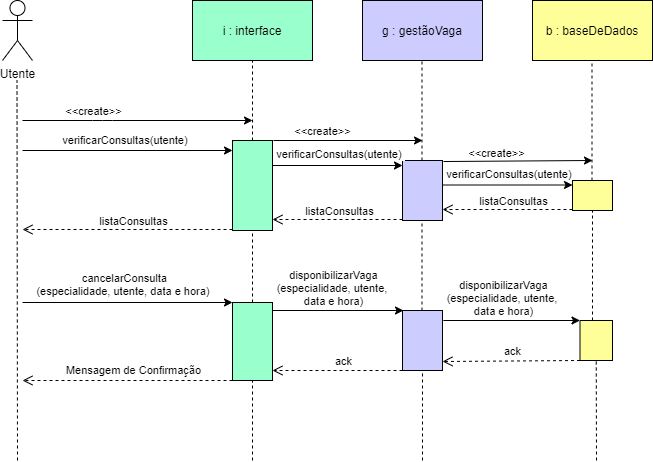 i : interface
g : gestãoVaga
b : baseDeDados
Utente
<<create>>
<<create>>
verificarConsultas(utente)
verificarConsultas(utente)
<<create>>
verificarConsultas(utente)
listaConsultas
listaConsultas
listaConsultas
cancelarConsulta
(especialidade, utente, data e hora)
disponibilizarVaga
(especialidade, utente,
data e hora)
disponibilizarVaga
(especialidade, utente,
data e hora)
ack
ack
Mensagem de Confirmação